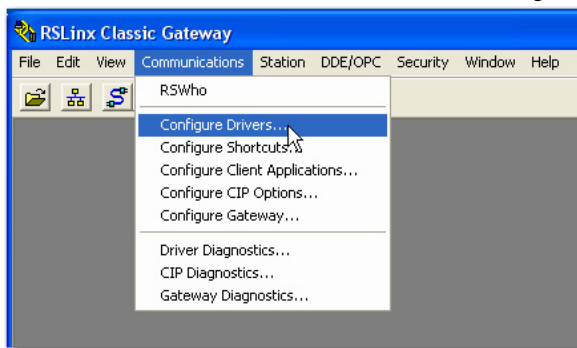 RSLinx Classic Gateway
File Edit View Communications Station DDE/OPC Security Window Help
RSWho
Configure Drivers...
Configure Shortcuts...
Configure Client Applications...
Configure CIP Options...
Configure Gateway...
Driver Diagnostics...
CIP Diagnostics...
Gateway Diagnostics...